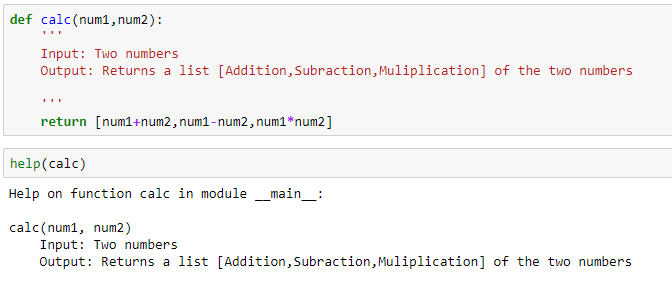 def calc(num1,num2):
'''
Input: Two numbers
Output: Returns a list [Addition,Subraction,Muliplication] of the two numbers
'''
return [num1+num2,num1-num2,num1*num2]
help(calc)
Help on function calc in module __main__:
calc(num1, num2)
Input: Two numbers
Output: Returns a list [Addition,Subraction,Muliplication] of the two numbers